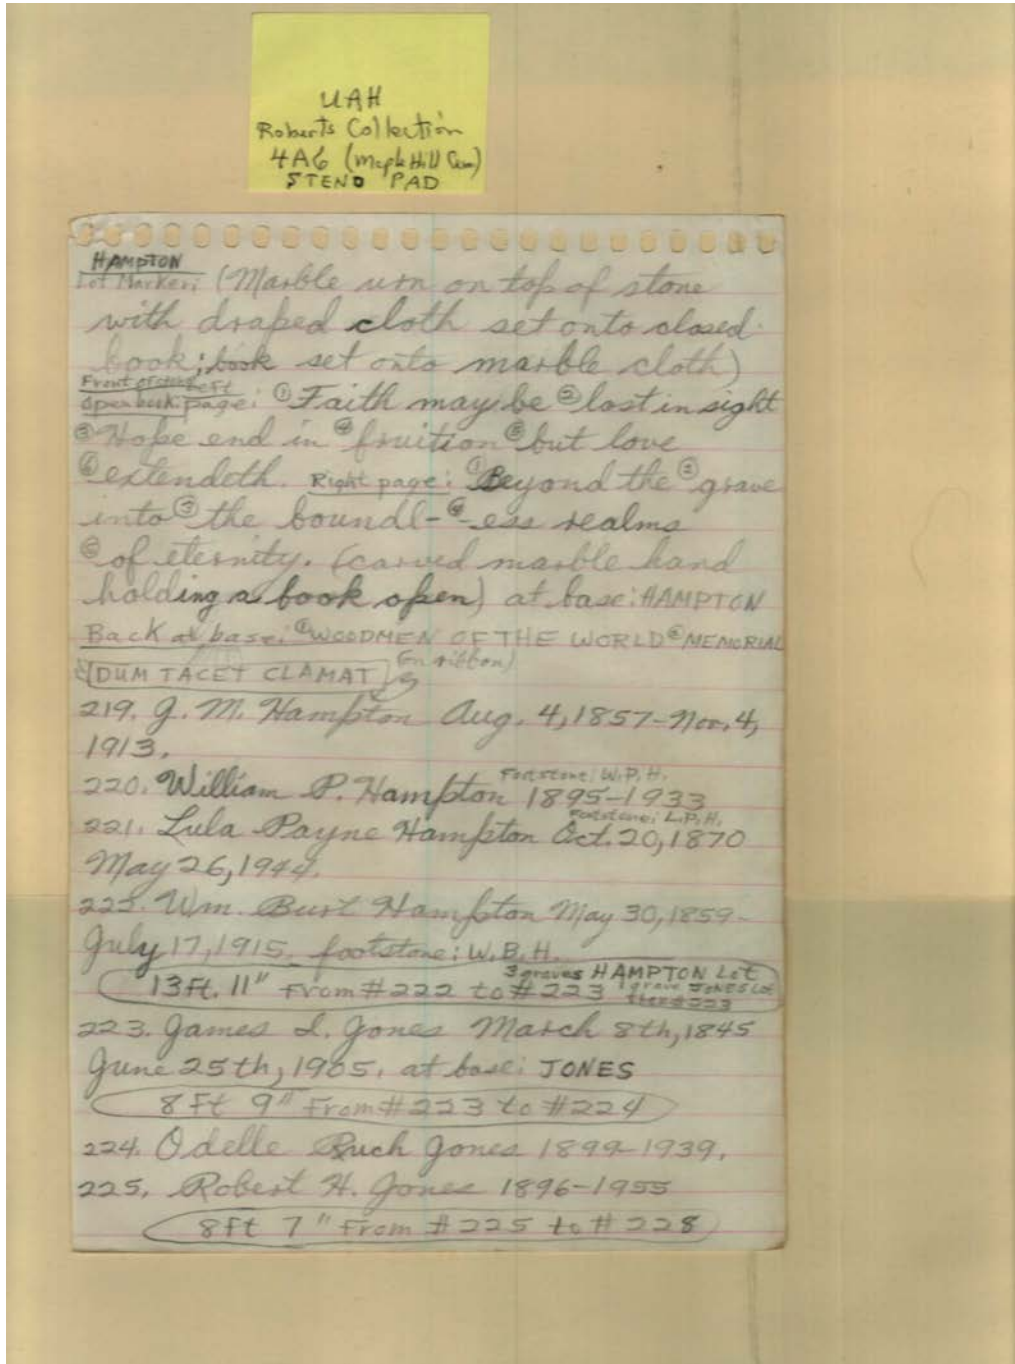 UAH
Roberts Collection
4A6 (Maple Hill Cem)
STENO PAD
HAMPTON
Lot Marker: (Marble urn on top of stone
with draped cloth set onto closed
book; book set onto marble cloth)
Front of stone Left
open book: page: ① Faith may be ② lost in sight
③ Hope end in ④ fruition ⑤ but love
⑥ extendeth. Right page: ① Beyond the ② grave
into ③ the boundl- ④ -ess realms
⑤ of eternity. (carved marble hand
holding a book open) at base: HAMPTON
Back at base: ① WOODMEN OF THE WORLD ② MEMORIAL
DUM TACET CLAMAT (on ribbon)
219. J. M. Hampton Aug. 4, 1857-Nov. 4,
1913.
Footstone: W.P.H.
220. William P. Hampton 1895-1933
footstone: L.P.H.
221. Lula Payne Hampton Oct. 20, 1870
May 26, 1944.
222. Wm. Burt Hampton May 30, 1859-
July 17, 1915. footstone: W.B.H.
3 graves HAMPTON Lot
13 Ft. 11" From #222 to #223 1 grave JONES Lot
223. James L. Jones March 8th, 1845
June 25th, 1905. at base: JONES
8 Ft 9" From #223 to #224
224. Odelle Ruch Jones 1899-1939.
225. Robert H. Jones 1896-1955
8 Ft 7" From #225 to #228